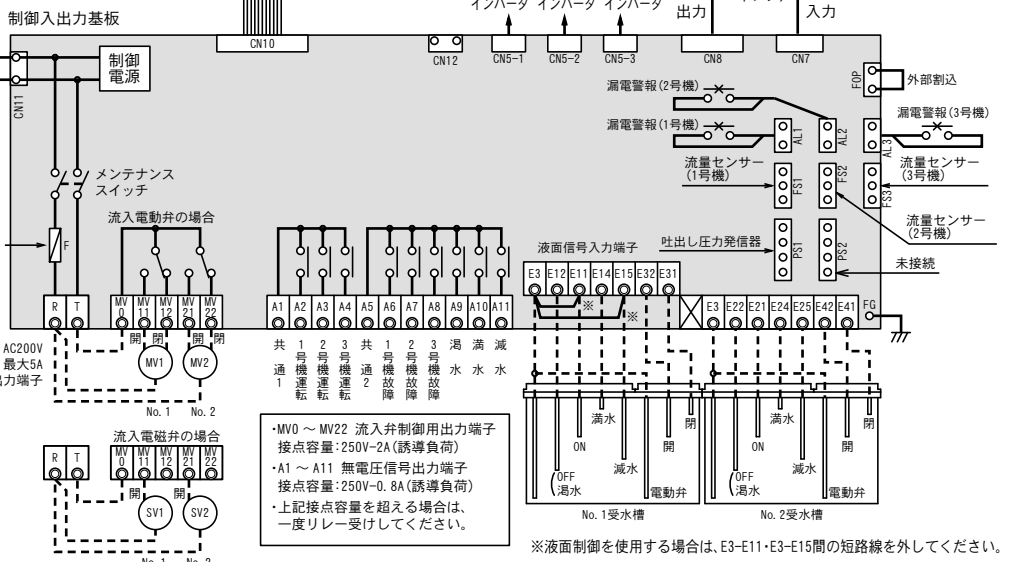 制御入出力基板
インバータ インバータ インバータ
出力
入力
CN10
CN12
CN5-1
CN5-2
CN5-3
CN8
CN7
制御
電源
CN11
FOP
外部割込
漏電警報(2号機)
漏電警報(1号機)
漏電警報(3号機)
AL1
AL2
AL3
流量センサー
(1号機)
FS1
FS2
FS3
流量センサー
(3号機)
流量センサー
(2号機)
メンテナンス
スイッチ
流入電動弁の場合
F
液面信号入力端子
吐出し圧力発信器
PS1
PS2
未接続
E3 E12 E11 E14 E15 E32 E31
※
※
R T
MV0 MV11 MV12 MV21 MV22
A1 A2 A3 A4 A5 A6 A7 A8 A9 A10 A11
E3 E22 E21 E24 E25 E42 E41
FG
AC200V
最大5A
出力端子
開 閉 開 閉
MV1 MV2
No.1 No.2
共通1
1号機運転
2号機運転
3号機運転
共通2
1号機故障
2号機故障
3号機故障
渇水
満水
減水
流入電磁弁の場合
R T
MV0 MV11 MV12 MV21 MV22
開 開
SV1 SV2
No.1 No.2
・MV0 ～ MV22 流入弁制御用出力端子
接点容量:250V-2A(誘導負荷)
・A1 ～ A11 無電圧信号出力端子
接点容量:250V-0.8A(誘導負荷)
・上記接点容量を超える場合は、
一度リレー受けしてください。
満水
閉
ON
開
減水
(OFF
渇水
電動弁
No.1受水槽
満水
閉
ON
開
減水
(OFF
渇水
電動弁
No.2受水槽
※液面制御を使用する場合は、E3-E11・E3-E15間の短路線を外してください。